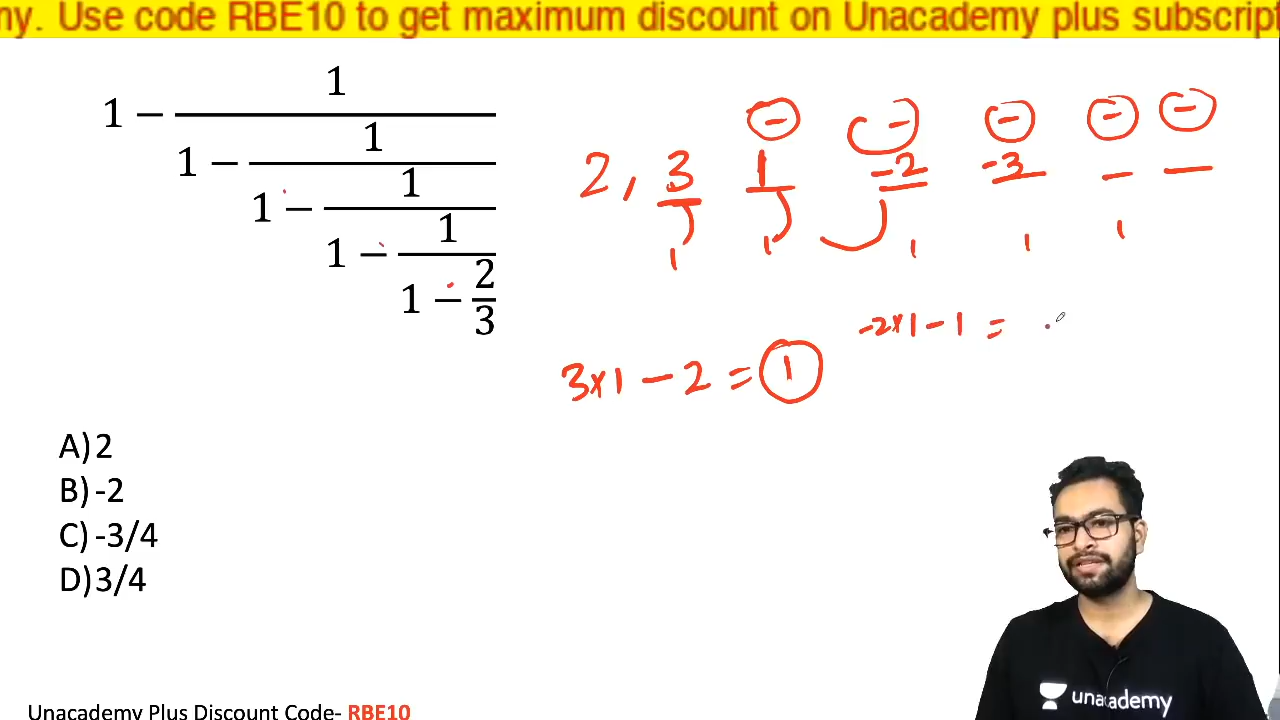 ny. Use code RBE10 to get maximum discount on Unacademy plus subscript
1 − 1
1 − 1
1 − 1
1 − 1
1 − 2
3
− − − − −
2, 3 1 -2 -3 − −
1 1 1 1 1
-2×1 - 1 =
3×1 - 2 = 1
A) 2
B) -2
C) -3/4
D) 3/4
unacademy
Unacademy Plus Discount Code- RBE10